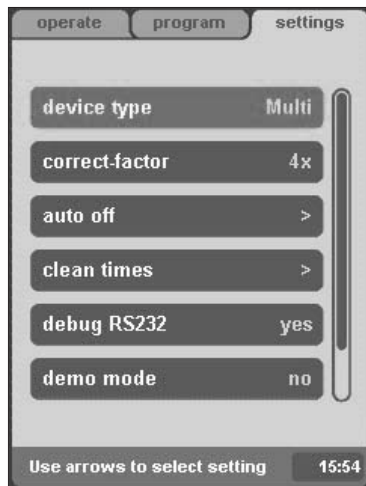 operate program settings
device type Multi
correct-factor 4x
auto off >
clean times >
debug RS232 yes
demo mode no
Use arrows to select setting 15:54